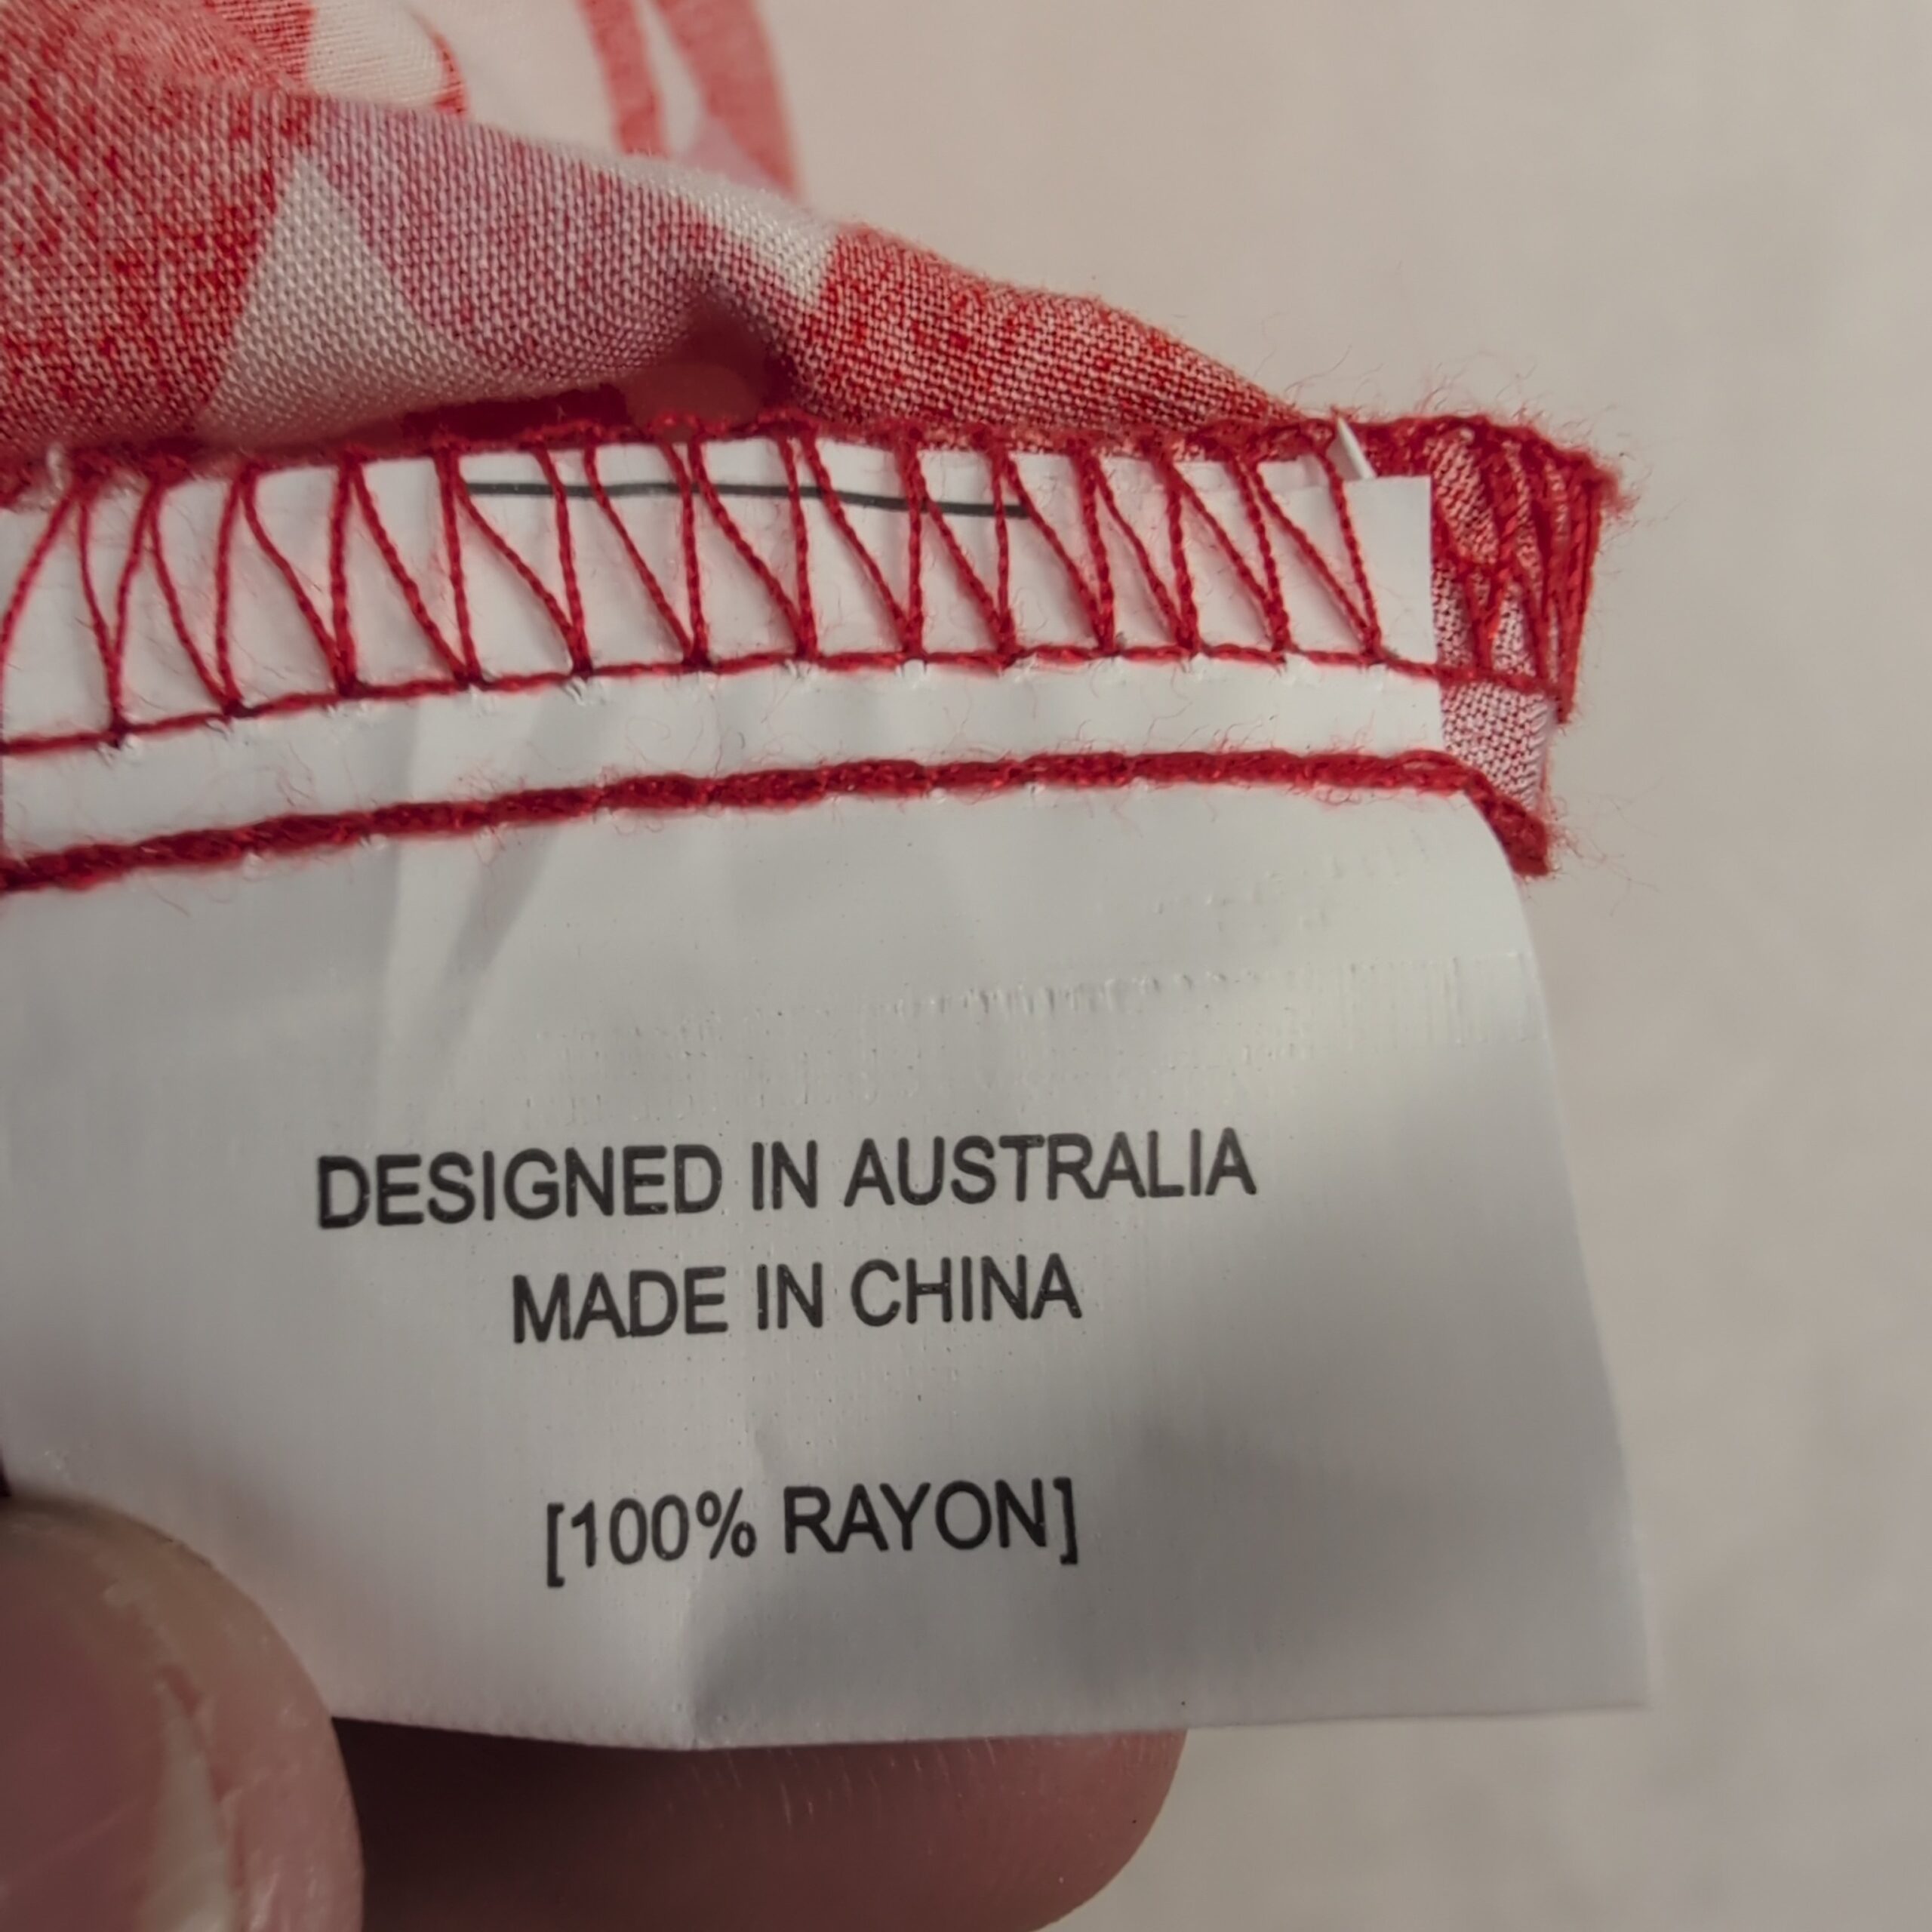 DESIGNED IN AUSTRALIA
MADE IN CHINA
[100% RAYON]